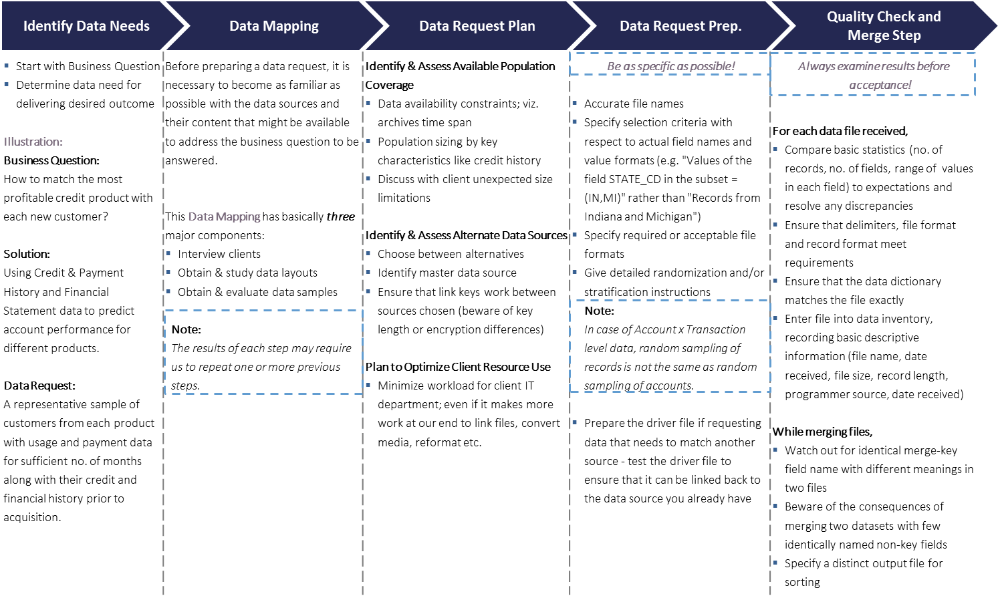 Identify Data Needs
Data Mapping
Data Request Plan
Data Request Prep.
Quality Check and
Merge Step
Start with Business Question
Determine data need for
delivering desired outcome
Illustration:
Business Question:
How to match the most
profitable credit product with
each new customer?
Solution:
Using Credit & Payment
History and Financial
Statement data to predict
account performance for
different products.
Data Request:
A representative sample of
customers from each product
with usage and payment data
for sufficient no. of months
along with their credit and
financial history prior to
acquisition.
Before preparing a data request, it is
necessary to become as familiar as
possible with the data sources and
their content that might be available
to address the business question to be
answered.
This Data Mapping has basically three
major components:
Interview clients
Obtain & study data layouts
Obtain & evaluate data samples
Note:
The results of each step may require
us to repeat one or more previous
steps.
Identify & Assess Available Population
Coverage
Data availability constraints; viz.
archives time span
Population sizing by key
characteristics like credit history
Discuss with client unexpected size
limitations
Identify & Assess Alternate Data Sources
Choose between alternatives
Identify master data source
Ensure that link keys work between
sources chosen (beware of key
length or encryption differences)
Plan to Optimize Client Resource Use
Minimize workload for client IT
department; even if it makes more
work at our end to link files, convert
media, reformat etc.
Be as specific as possible!
Accurate file names
Specify selection criteria with
respect to actual field names and
value formats (e.g. "Values of the
field STATE_CD in the subset =
(IN,MI)" rather than "Records from
Indiana and Michigan")
Specify required or acceptable file
formats
Give detailed randomization and/or
stratification instructions
Note:
In case of Account x Transaction
level data, random sampling of
records is not the same as random
sampling of accounts.
Prepare the driver file if requesting
data that needs to match another
source - test the driver file to
ensure that it can be linked back to
the data source you already have
Always examine results before
acceptance!
For each data file received,
Compare basic statistics (no. of
records, no. of fields, range of values
in each field) to expectations and
resolve any discrepancies
Ensure that delimiters, file format
and record format meet
requirements
Ensure that the data dictionary
matches the file exactly
Enter file into data inventory,
recording basic descriptive
information (file name, date
received, file size, record length,
programmer source, date received)
While merging files,
Watch out for identical merge-key
field name with different meanings in
two files
Beware of the consequences of
merging two datasets with few
identically named non-key fields
Specify a distinct output file for
sorting